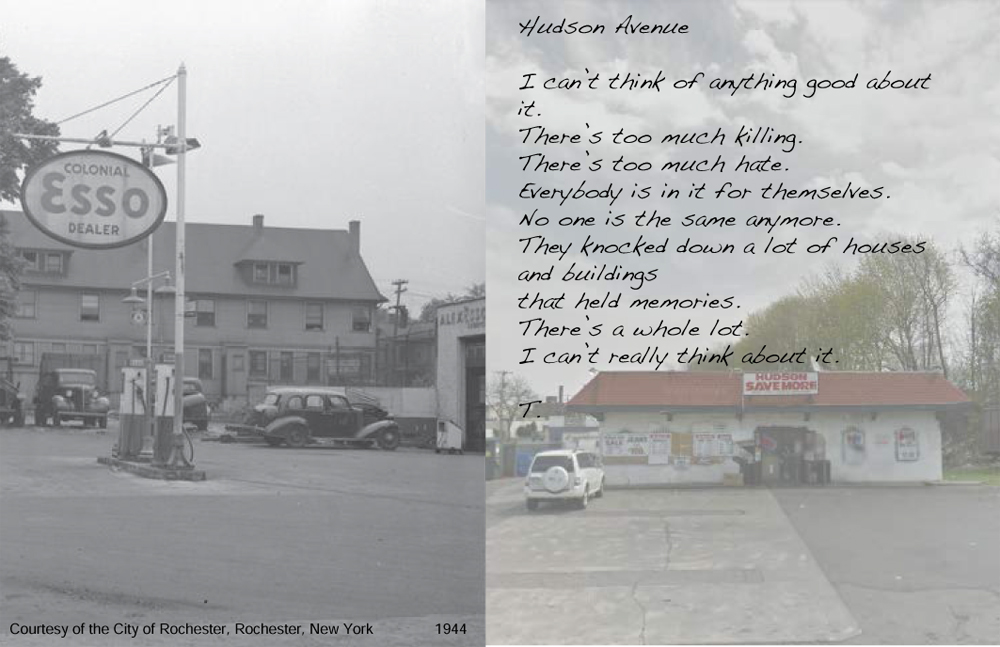 COLONIAL
Esso
DEALER
Courtesy of the City of Rochester, Rochester, New York 1944
Hudson Avenue
I can't think of anything good about
it.
There's too much killing.
There's too much hate.
Everybody is in it for themselves.
No one is the same anymore.
They knocked down a lot of houses
and buildings
that held memories.
There's a whole lot.
I can't really think about it.
T.
HUDSON
SAVEMORE